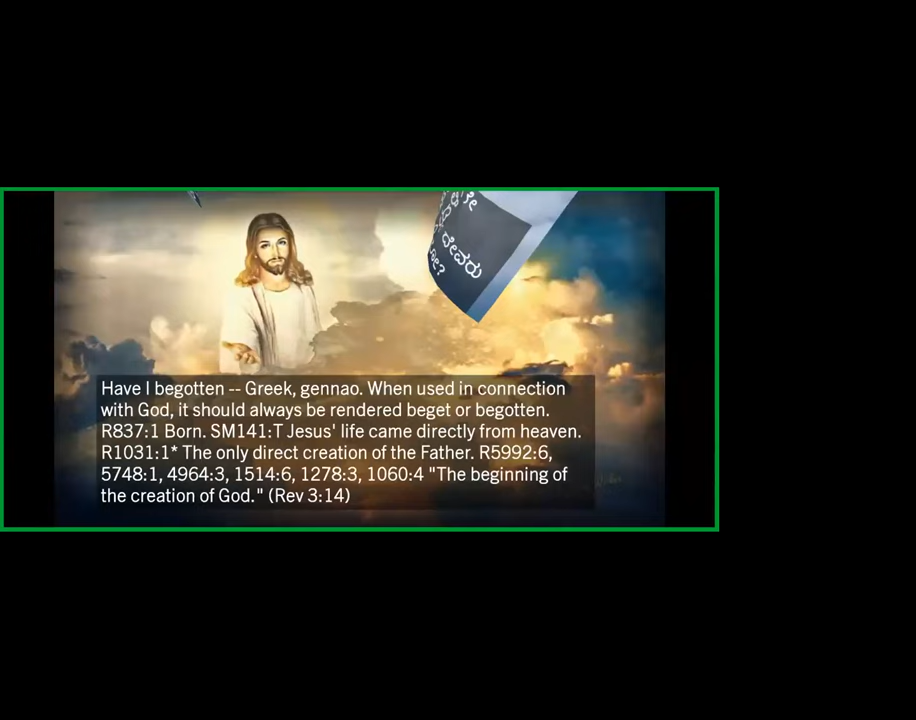 ದೇವರು
Have I begotten -- Greek, gennao. When used in connection
with God, it should always be rendered beget or begotten.
R837:1 Born. SM141:T Jesus' life came directly from heaven.
R1031:1* The only direct creation of the Father. R5992:6,
5748:1, 4964:3, 1514:6, 1278:3, 1060:4 "The beginning of
the creation of God." (Rev 3:14)